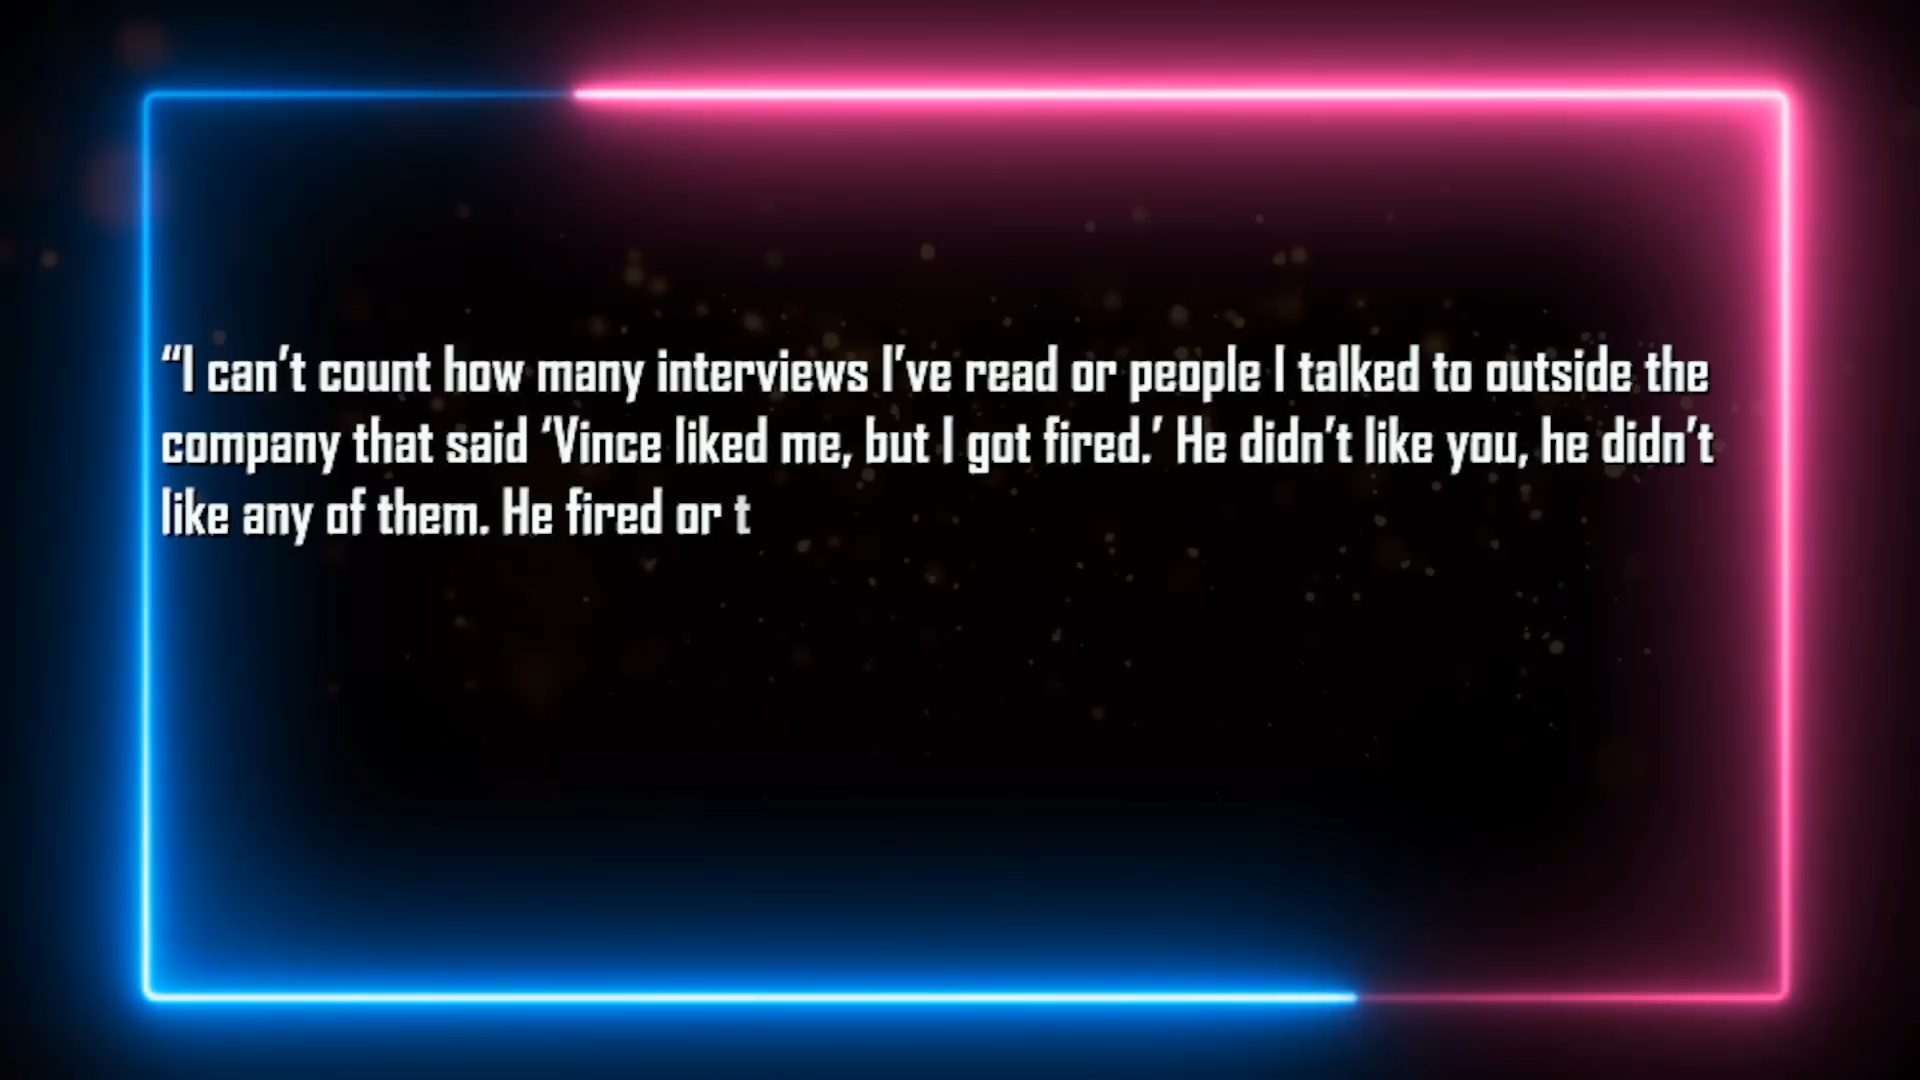 “I can’t count how many interviews I’ve read or people I talked to outside the
company that said ‘Vince liked me, but I got fired.’ He didn’t like you, he didn’t
like any of them. He fired or t